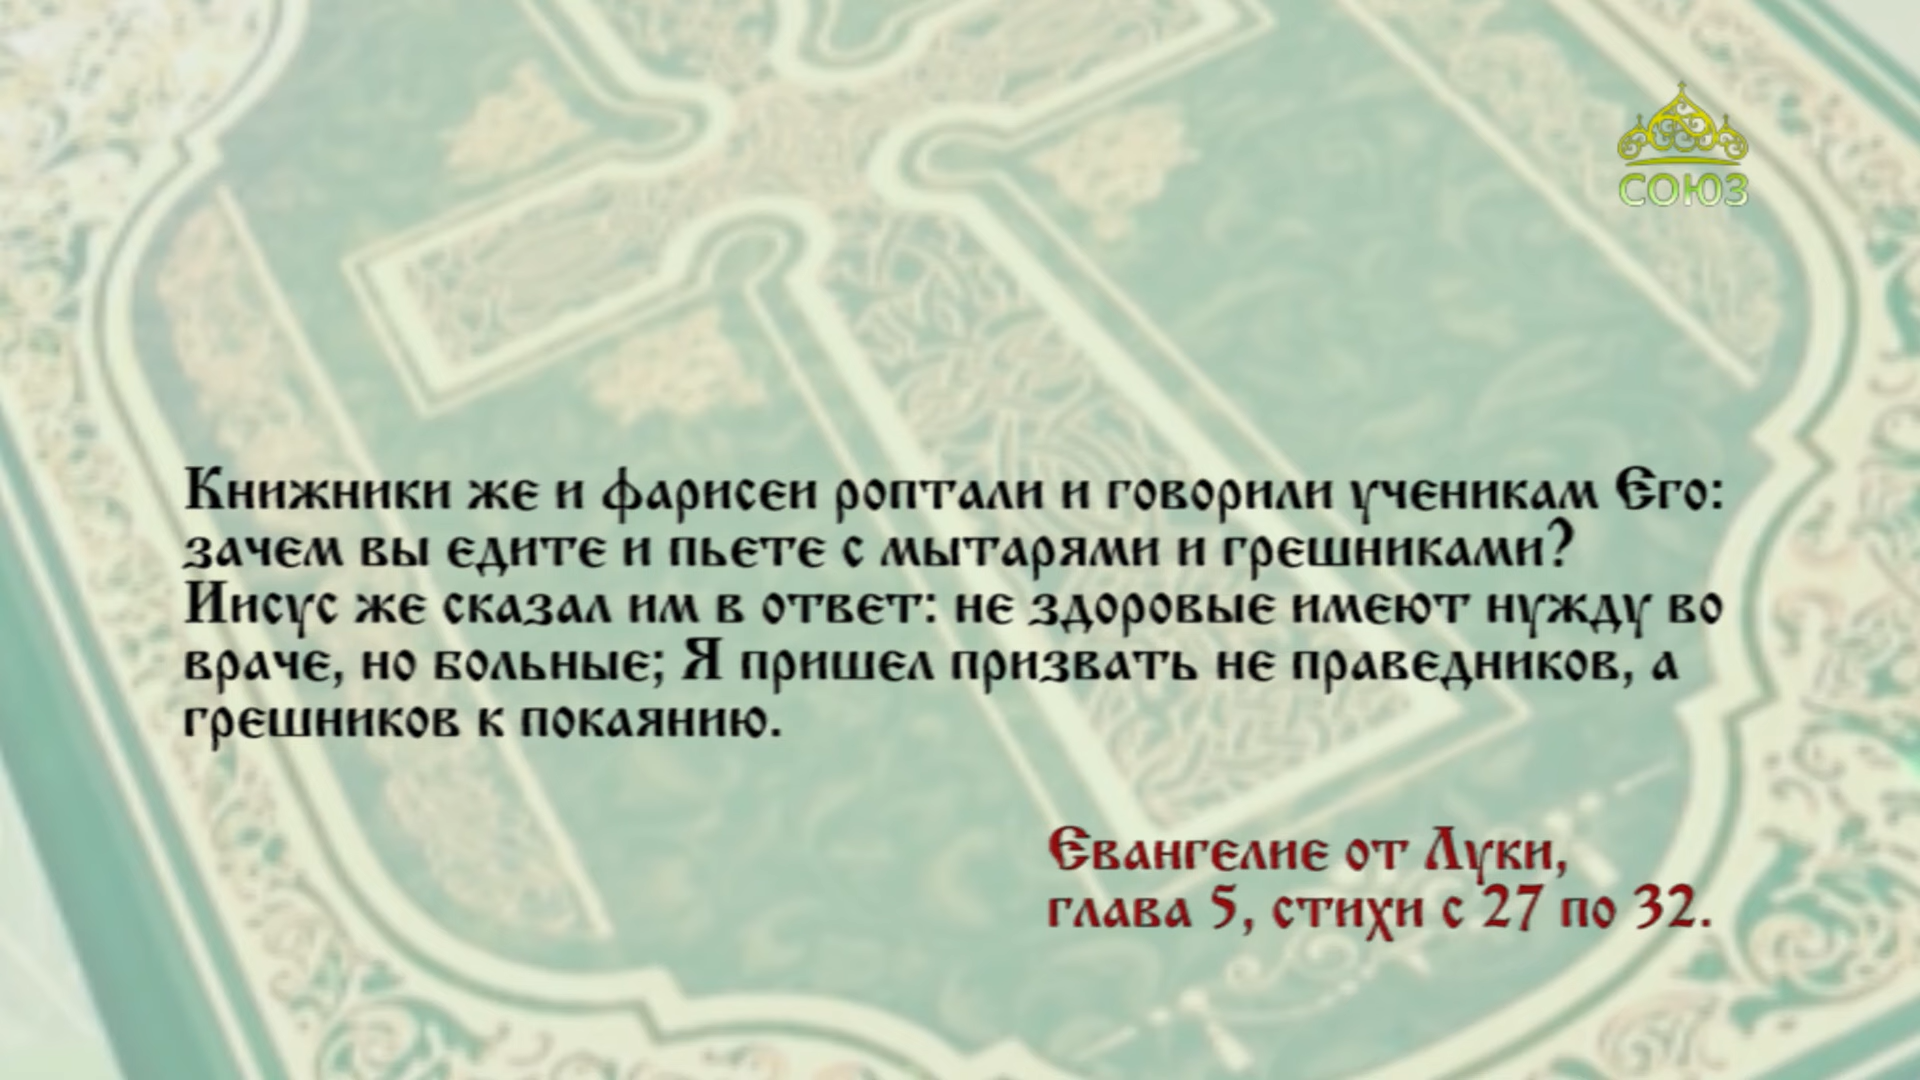 СОЮЗ
Книжники же и фарисеи роптали и говорили ученикам Его:
зачем вы едите и пьете с мытарями и грешниками?
Иисус же сказал им в ответ: не здоровые имеют нужду во
враче, но больные; Я пришел призвать не праведников, а
грешников к покаянию.
Евангелие от Луки,
глава 5, стихи с 27 по 32.